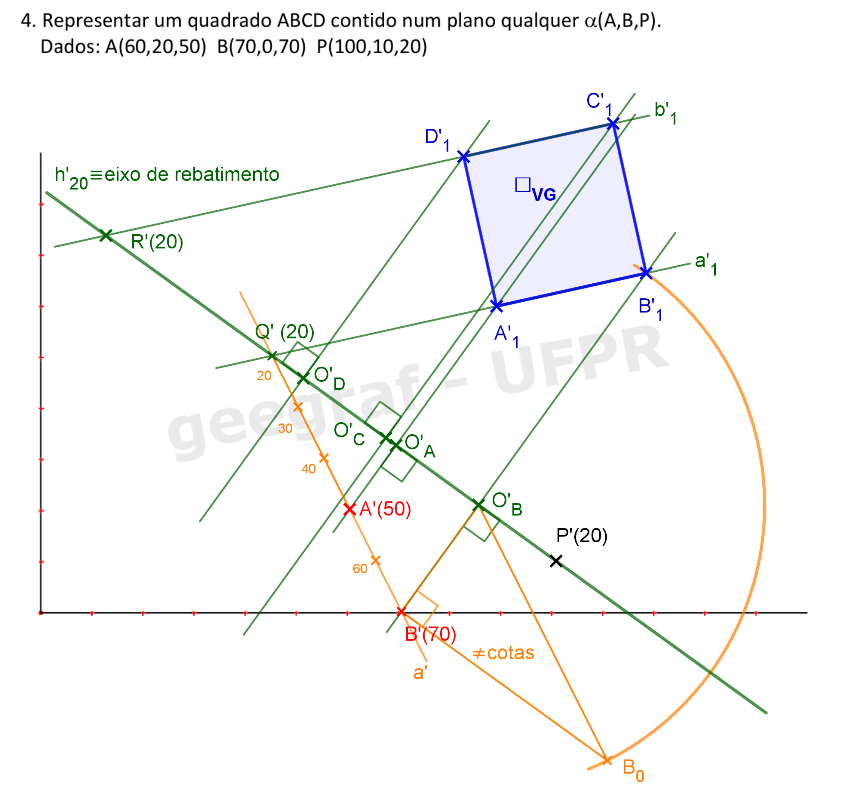 4. Representar um quadrado ABCD contido num plano qualquer α(A,B,P).
Dados: A(60,20,50) B(70,0,70) P(100,10,20)
C'1
b'1
D'1
h'20≡eixo de rebatimento
□VG
R'(20)
a'1
B'1
Q' (20)
A'1
20
O'D
geegraf - UFPR
30
O'C
O'A
40
O'B
A'(50)
P'(20)
60
B'(70)
≠cotas
a'
B0